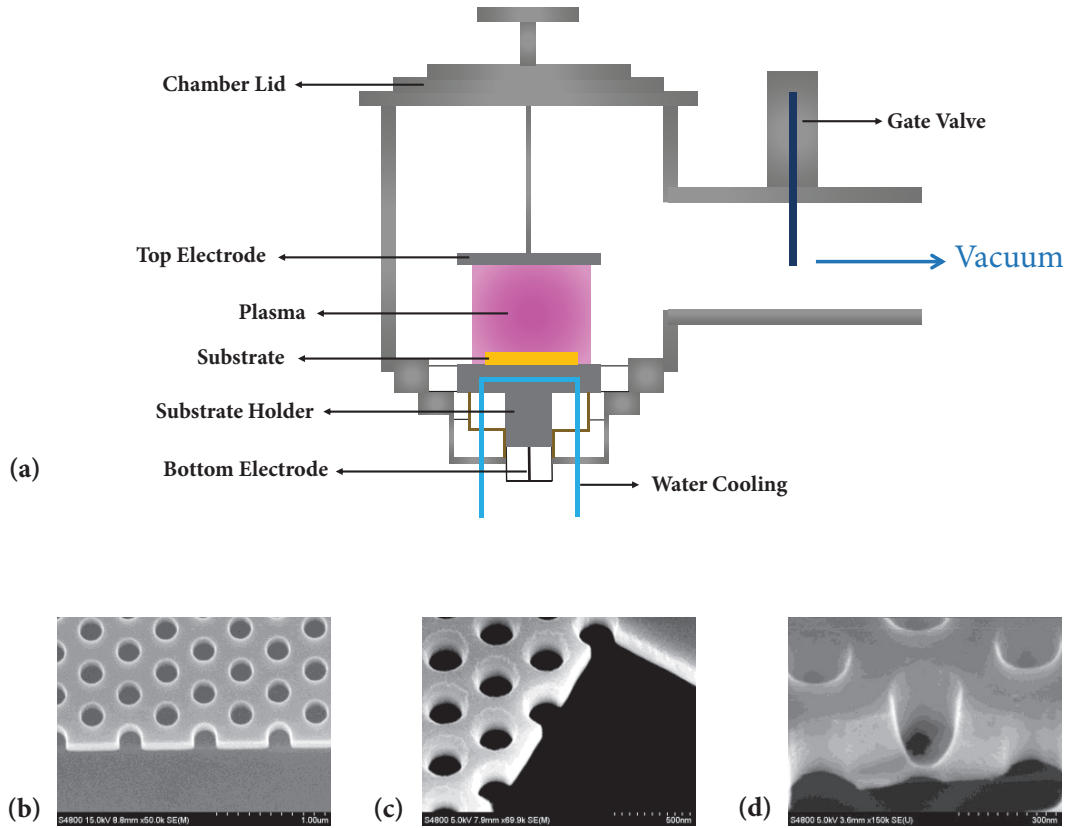 Chamber Lid
Gate Valve
Top Electrode
Vacuum
Plasma
Substrate
Substrate Holder
Bottom Electrode
Water Cooling
(a)
(b)
(c)
(d)
S4800 15.0kV 8.8mm x50.0k SE(M) 1.00um
S4800 5.0kV 7.9mm x69.9k SE(M) 500nm
S4800 5.0kV 3.6mm x150k SE(U) 300nm